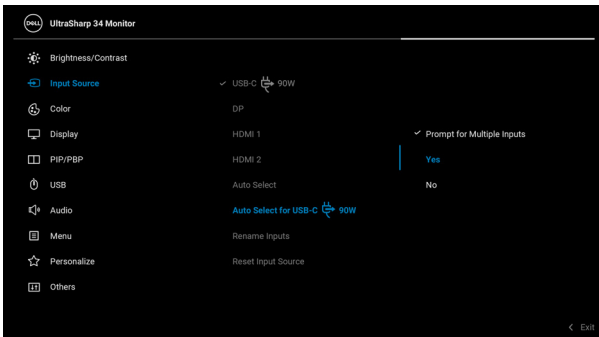 DELL UltraSharp 34 Monitor
Brightness/Contrast
Input Source
Color
Display
PIP/PBP
USB
Audio
Menu
Personalize
Others
USB-C 90W
DP
HDMI 1
HDMI 2
Auto Select
Auto Select for USB-C 90W
Rename Inputs
Reset Input Source
Prompt for Multiple Inputs
Yes
No
Exit